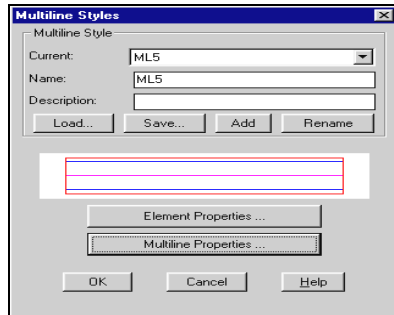 Multiline Styles
Multiline Style
Current: ML5
Name: ML5
Description:
Load... Save... Add Rename
Element Properties ...
Multiline Properties ...
OK Cancel Help